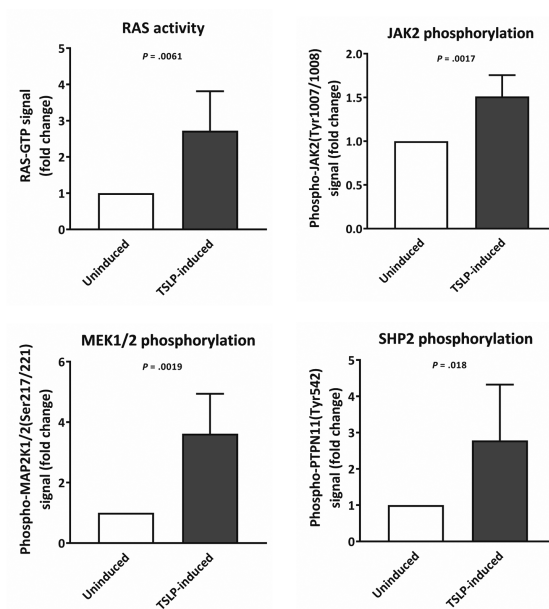 RAS activity
P = .0061
RAS-GTP signal
(fold change)
5
4
3
2
1
0
Uninduced
TSLP-induced
JAK2 phosphorylation
P = .0017
Phospho-JAK2(Tyr1007/1008)
signal (fold change)
2.0
1.5
1.0
0.5
0.0
Uninduced
TSLP-induced
MEK1/2 phosphorylation
P = .0019
Phospho-MAP2K1/2(Ser217/221)
signal (fold change)
6
4
2
0
Uninduced
TSLP-induced
SHP2 phosphorylation
P = .018
Phospho-PTPN11(Tyr542)
signal (fold change)
5
4
3
2
1
0
Uninduced
TSLP-induced